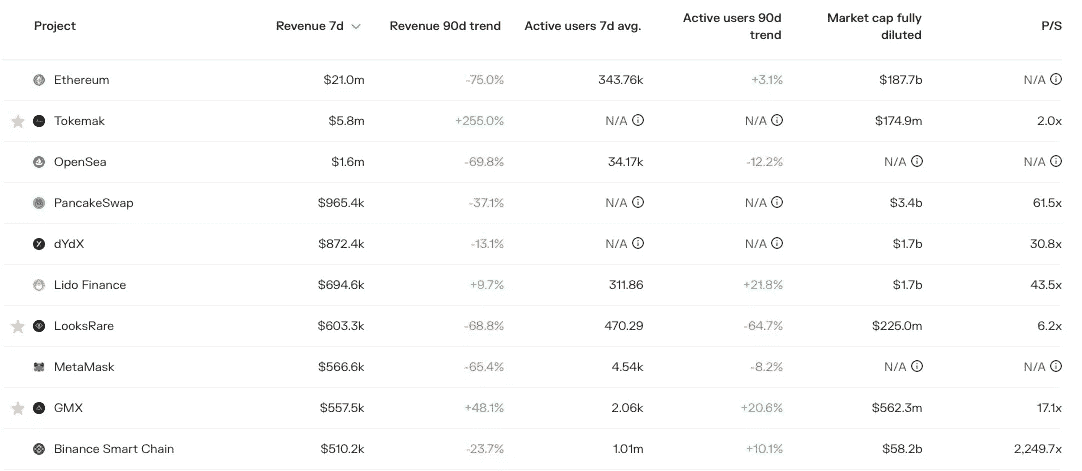 Project Revenue 7d Revenue 90d trend Active users 7d avg. Active users 90d trend Market cap fully diluted P/S
Ethereum $21.0m -75.0% 343.76k +3.1% $187.7b N/A
Tokemak $5.8m +255.0% N/A N/A $174.9m 2.0x
OpenSea $1.6m -69.8% 34.17k -12.2% N/A N/A
PancakeSwap $965.4k -37.1% N/A N/A $3.4b 61.5x
dYdX $872.4k -13.1% N/A N/A $1.7b 30.8x
Lido Finance $694.6k +9.7% 311.86 +21.8% $1.7b 43.5x
LooksRare $603.3k -68.8% 470.29 -64.7% $225.0m 6.2x
MetaMask $566.6k -65.4% 4.54k -8.2% N/A N/A
GMX $557.5k +48.1% 2.06k +20.6% $562.3m 17.1x
Binance Smart Chain $510.2k -23.7% 1.01m +10.1% $58.2b 2,249.7x